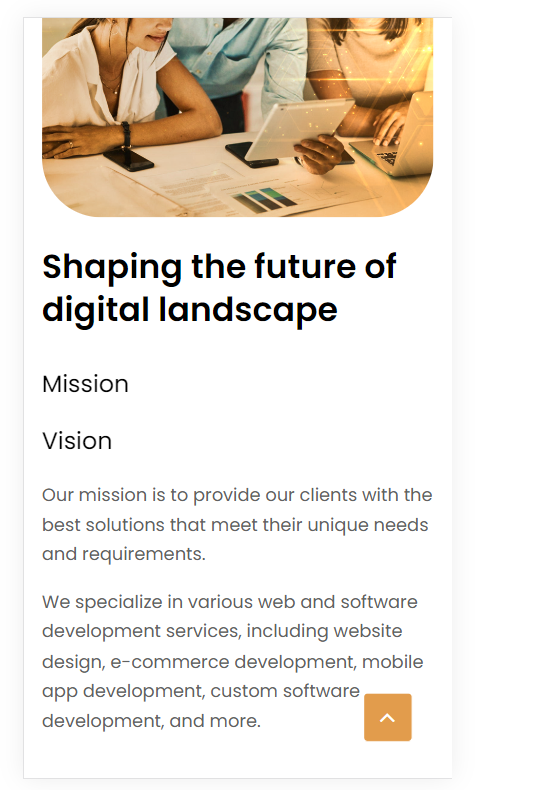 Shaping the future of
digital landscape
Mission
Vision
Our mission is to provide our clients with the
best solutions that meet their unique needs
and requirements.
We specialize in various web and software
development services, including website
design, e-commerce development, mobile
app development, custom software
development, and more.